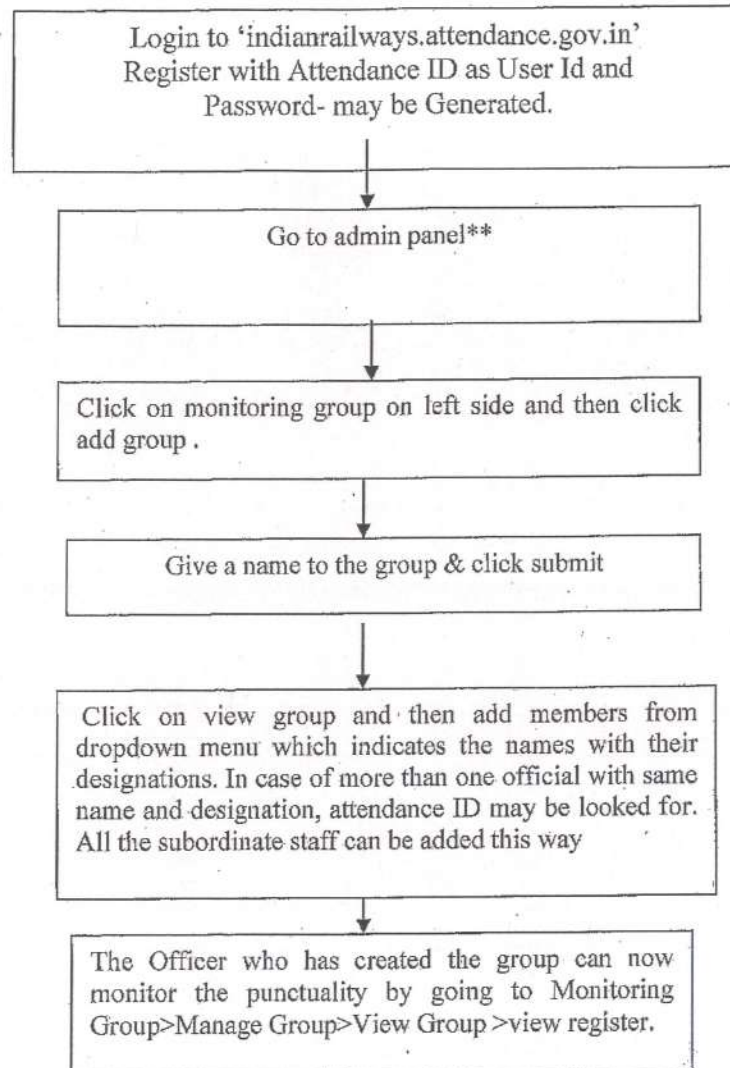 Login to ‘indianrailways.attendance.gov.in’
Register with Attendance ID as User Id and
Password- may be Generated.
Go to admin panel**
Click on monitoring group on left side and then click
add group .
Give a name to the group & click submit
Click on view group and then add members from
dropdown menu which indicates the names with their
designations. In case of more than one official with same
name and designation, attendance ID may be looked for.
All the subordinate staff can be added this way
The Officer who has created the group can now
monitor the punctuality by going to Monitoring
Group>Manage Group>View Group >view register.